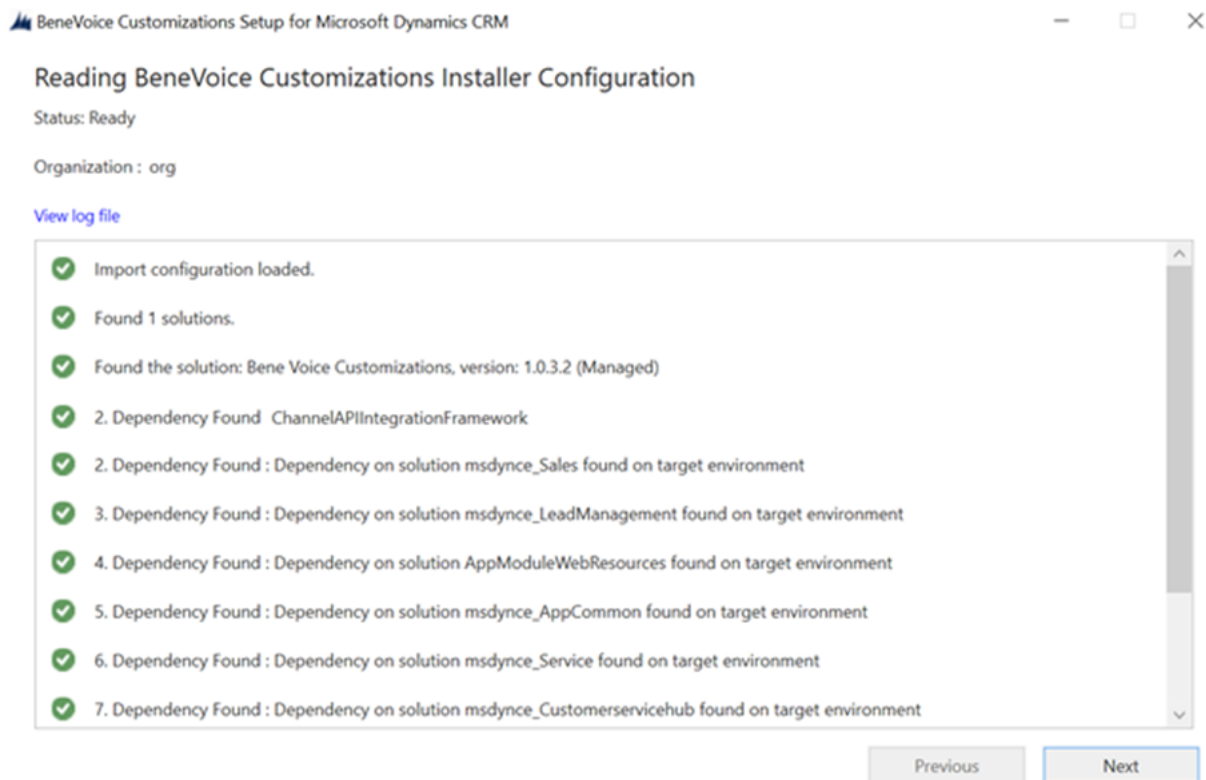 BeneVoice Customizations Setup for Microsoft Dynamics CRM
Reading BeneVoice Customizations Installer Configuration
Status: Ready
Organization : org
View log file
Import configuration loaded.
Found 1 solutions.
Found the solution: Bene Voice Customizations, version: 1.0.3.2 (Managed)
2. Dependency Found ChannelAPIIntegrationFramework
2. Dependency Found : Dependency on solution msdynce_Sales found on target environment
3. Dependency Found : Dependency on solution msdynce_LeadManagement found on target environment
4. Dependency Found : Dependency on solution AppModuleWebResources found on target environment
5. Dependency Found : Dependency on solution msdynce_AppCommon found on target environment
6. Dependency Found : Dependency on solution msdynce_Service found on target environment
7. Dependency Found : Dependency on solution msdynce_Customerservicehub found on target environment
Previous Next